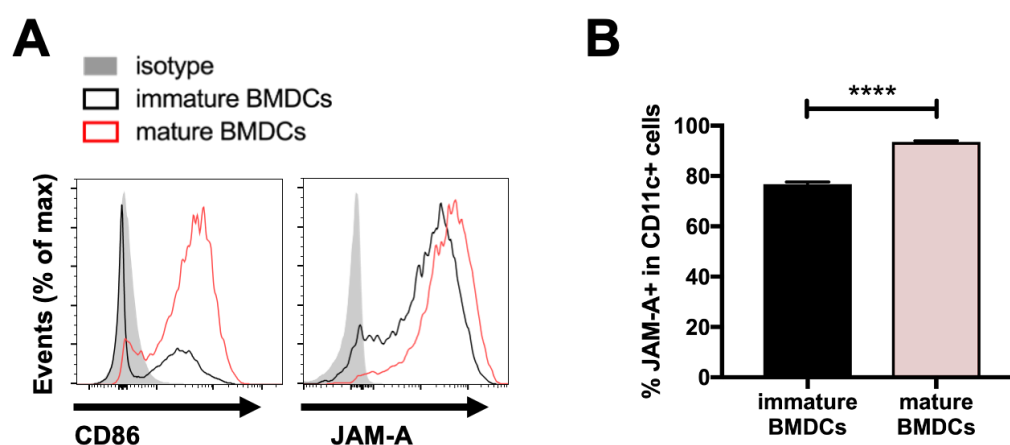 A
isotype
immature BMDCs
mature BMDCs
Events (% of max)
CD86
JAM-A
B
****
% JAM-A+ in CD11c+ cells
100
80
60
40
20
0
immature
BMDCs
mature
BMDCs